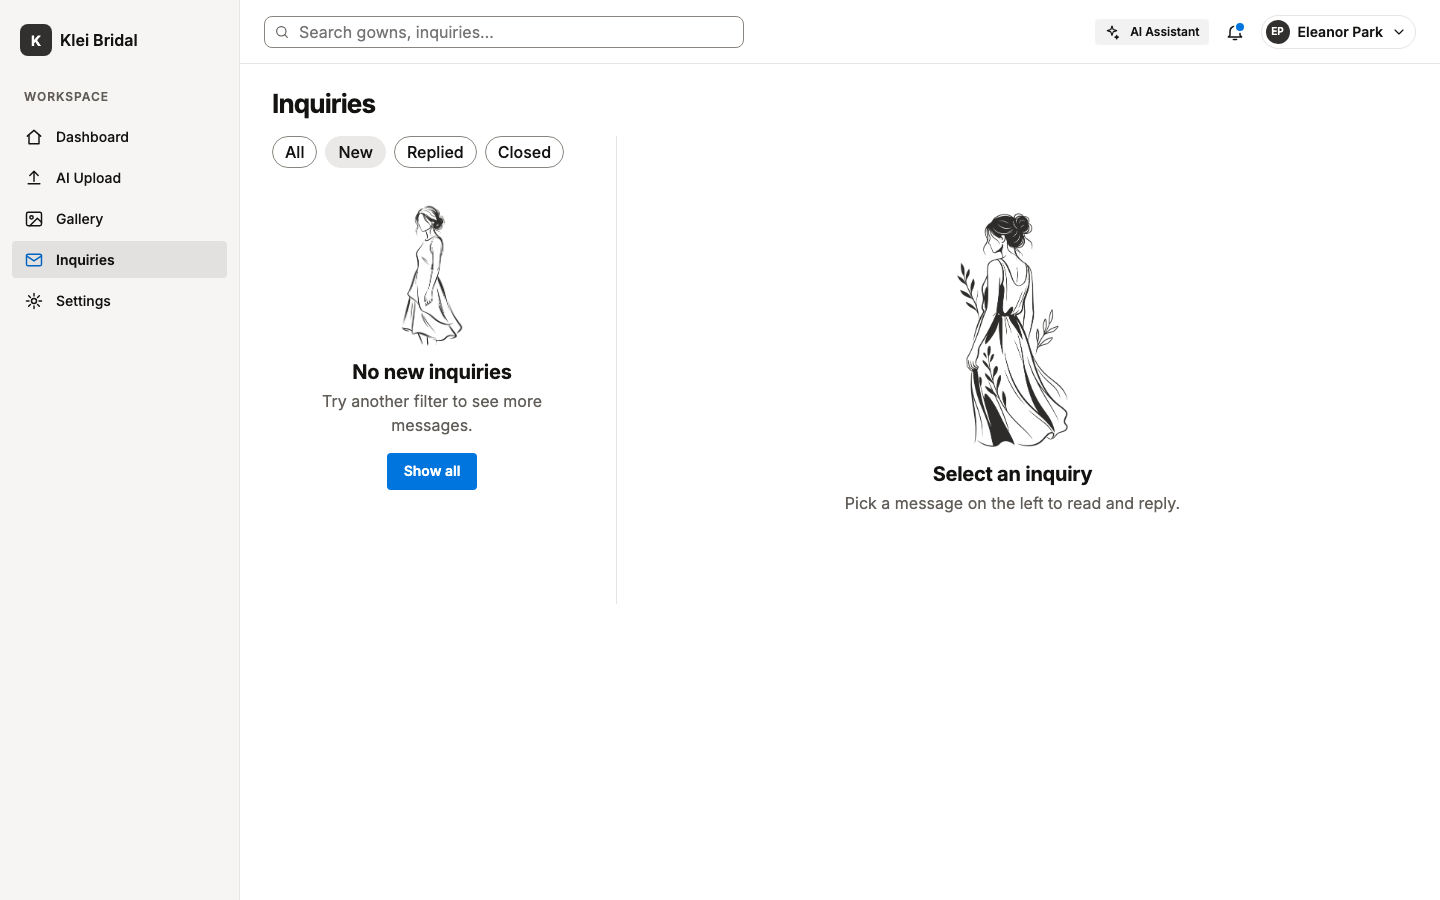 K Klei Bridal
WORKSPACE
Dashboard
AI Upload
Gallery
Inquiries
Settings
Search gowns, inquiries...
AI Assistant
EP Eleanor Park
Inquiries
All New Replied Closed
No new inquiries
Try another filter to see more
messages.
Show all
Select an inquiry
Pick a message on the left to read and reply.